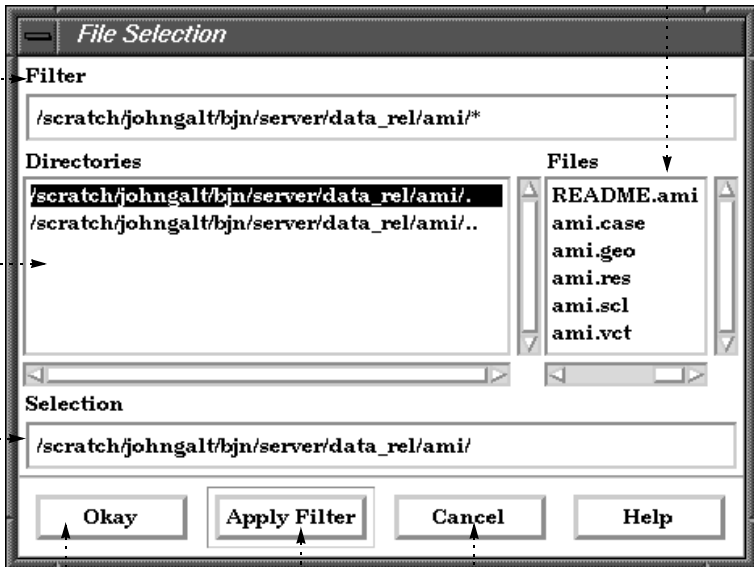 File Selection
Filter
/scratch/johngalt/bjn/server/data_rel/ami/*
Directories
/scratch/johngalt/bjn/server/data_rel/ami/.
/scratch/johngalt/bjn/server/data_rel/ami/..
Files
README.ami
ami.case
ami.geo
ami.res
ami.scl
ami.vct
Selection
/scratch/johngalt/bjn/server/data_rel/ami/
Okay
Apply Filter
Cancel
Help